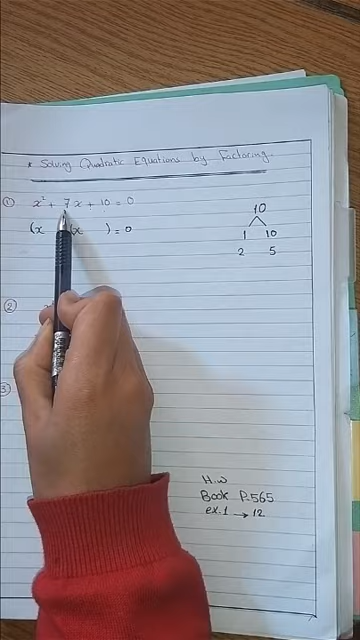 * Solving Quadratic Equations by Factoring.
① x² + 7x + 10 = 0
(x (x ) = 0
10
1 10
2 5
②
3
H.W
Book P.565
ex. 1 → 12